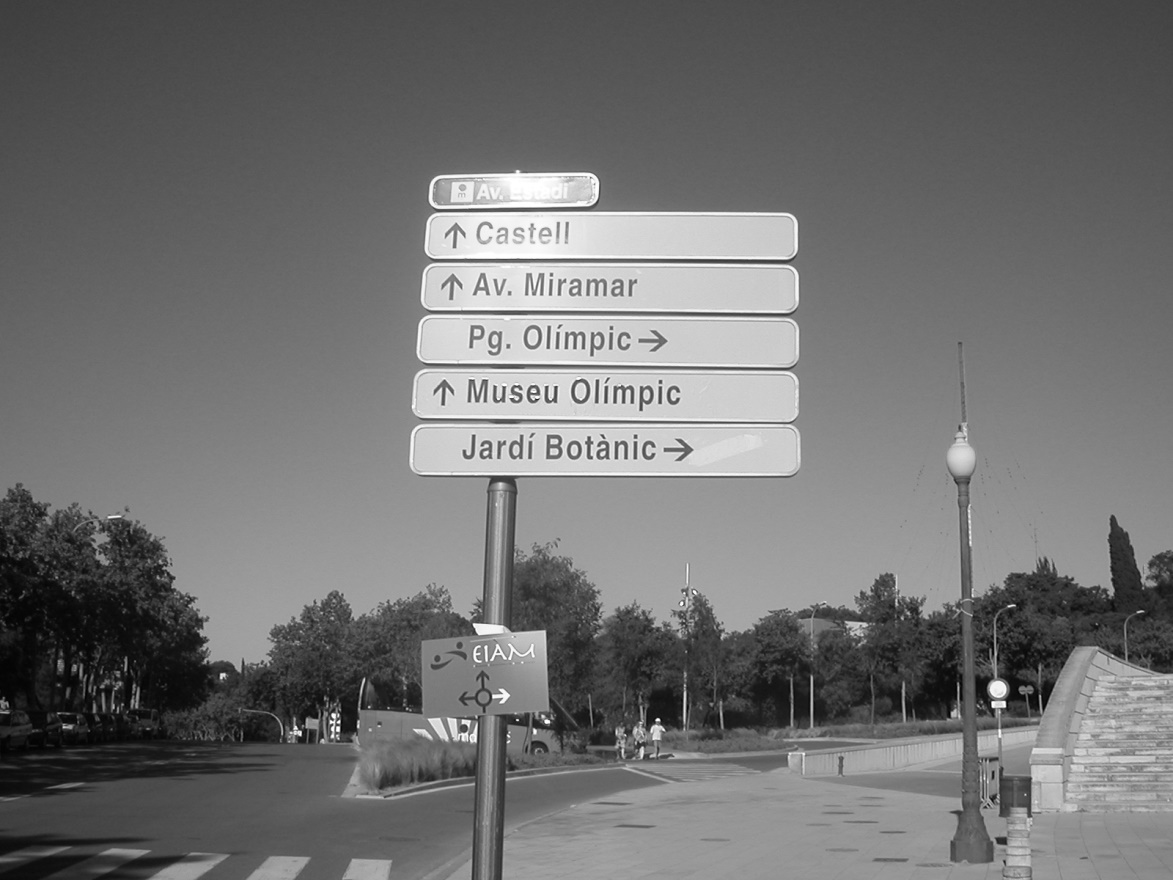 Av. Estadi
Castell
Av. Miramar
Pg. Olímpic
Museu Olímpic
Jardí Botànic
EIAM